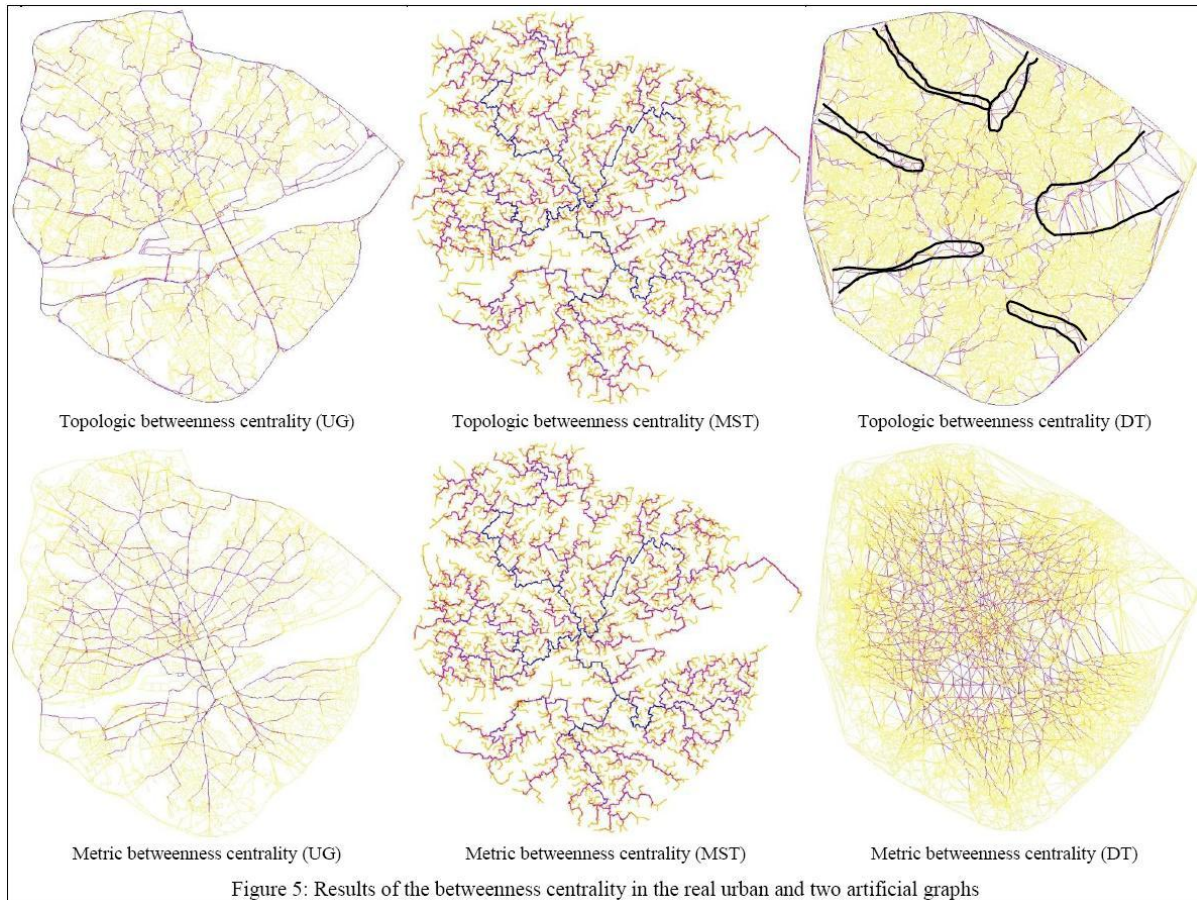 Topologic betweenness centrality (UG)
Topologic betweenness centrality (MST)
Topologic betweenness centrality (DT)
Metric betweenness centrality (UG)
Metric betweenness centrality (MST)
Metric betweenness centrality (DT)
Figure 5: Results of the betweenness centrality in the real urban and two artificial graphs